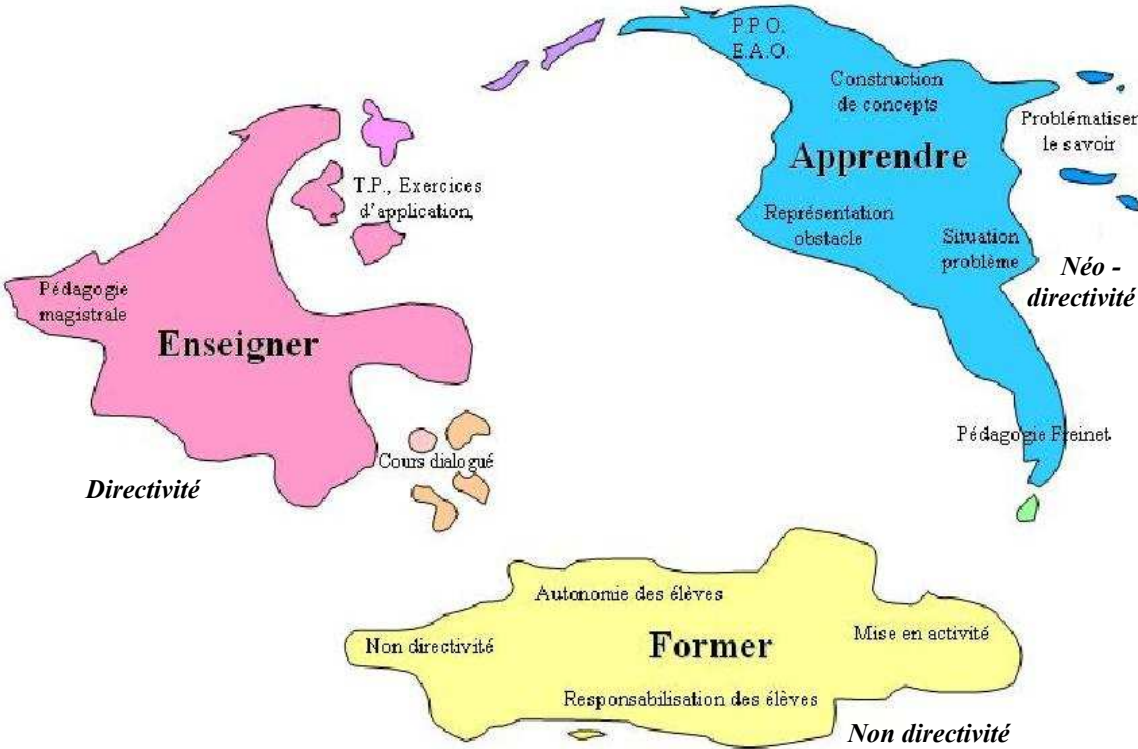 P.P.O.
E.A.O.
Construction
de concepts
Problématiser
le savoir
Apprendre
Représentation
obstacle
Situation
problème
Néo -
directivité
Pédagogie Freinet
T.P., Exercices
d'application,
Pédagogie
magistrale
Enseigner
Cours dialogué
Directivité
Autonomie des élèves
Non directivité
Former
Mise en activité
Responsabilisation des élèves
Non directivité